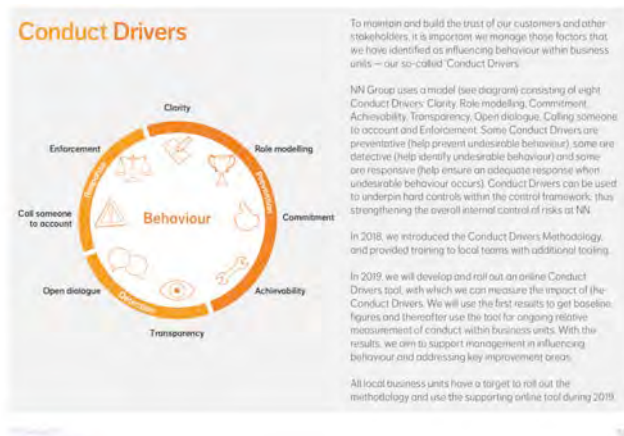 Conduct Drivers
Clarity
Role modelling
Commitment
Achievability
Transparency
Open dialogue
Call someone
to account
Enforcement
Response
Prevention
Detection
Behaviour
To maintain and build the trust of our customers and other
stakeholders, it is important we manage those factors that
we have identified as influencing behaviour within business
units — our so-called 'Conduct Drivers'.
NN Group uses a model (see diagram) consisting of eight
Conduct Drivers: Clarity, Role modelling, Commitment,
Achievability, Transparency, Open dialogue, Calling someone
to account and Enforcement. Some Conduct Drivers are
preventative (help prevent undesirable behaviour), some are
detective (help identify undesirable behaviour) and some
are responsive (help ensure an adequate response when
undesirable behaviour occurs). Conduct Drivers can be used
to underpin hard controls within the control framework, thus
strengthening the overall internal control of risks at NN.
In 2018, we introduced the Conduct Drivers Methodology,
and provided training to local teams with additional tooling.
In 2019, we will develop and roll out an online Conduct
Drivers tool, with which we can measure the impact of the
Conduct Drivers. We will use the first results to get baseline
figures and thereafter use the tool for ongoing relative
measurement of conduct within business units. With the
results, we aim to support management in influencing
behaviour and addressing key improvement areas.
All local business units have a target to roll out the
methodology and use the supporting online tool during 2019.